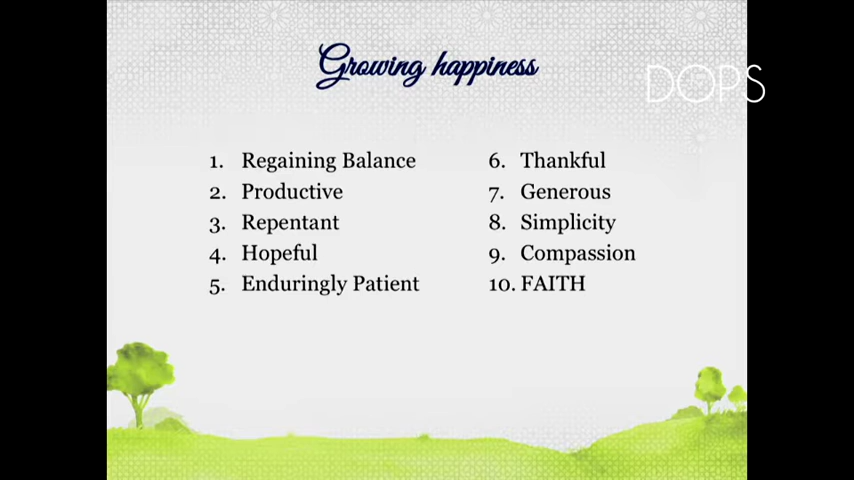 Growing happiness
DOPS
1. Regaining Balance
2. Productive
3. Repentant
4. Hopeful
5. Enduringly Patient
6. Thankful
7. Generous
8. Simplicity
9. Compassion
10. FAITH